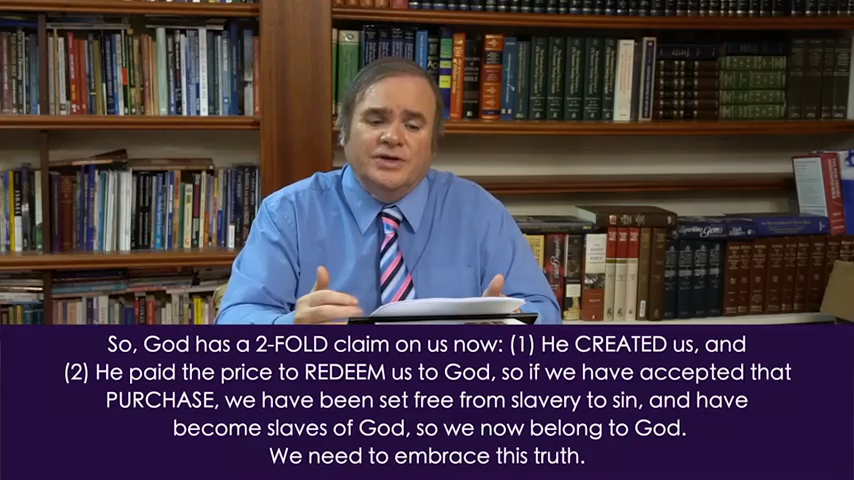 So, God has a 2-FOLD claim on us now: (1) He CREATED us, and
(2) He paid the price to REDEEM us to God, so if we have accepted that
PURCHASE, we have been set free from slavery to sin, and have
become slaves of God, so we now belong to God.
We need to embrace this truth.